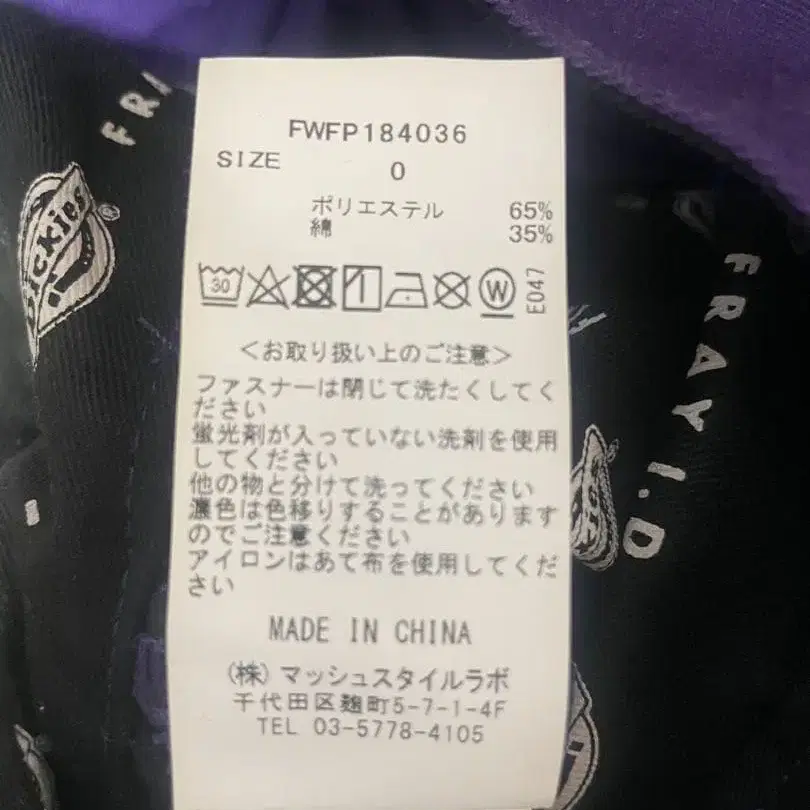 FWFP184036
SIZE 0
ポリエステル 65%
綿 35%
30
W
E047
<お取り扱い上のご注意>
ファスナーは閉じて洗たくしてく
ださい
蛍光剤が入っていない洗剤を使用
してください
他の物と分けて洗ってください
濃色は色移りすることがあります
のでご注意ください
アイロンはあて布を使用してくだ
さい
MADE IN CHINA
(株)マッシュスタイルラボ
千代田区麹町5-7-1-4F
TEL 03-5778-4105
FRA
Dickies
®
FRAY I.D